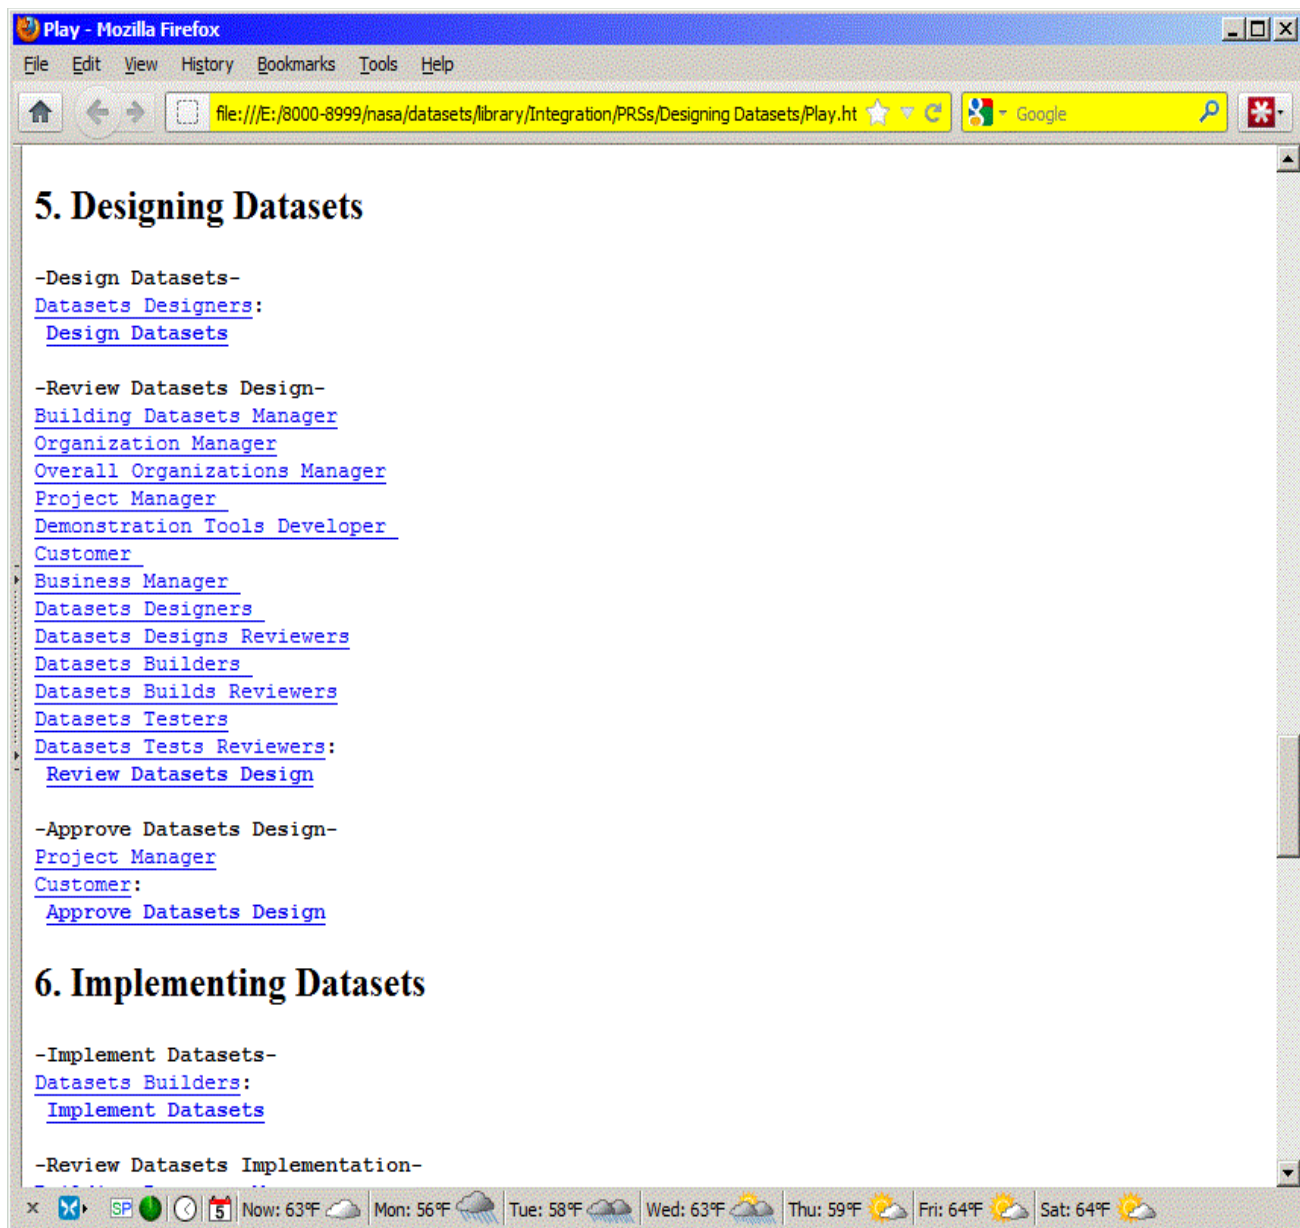 Play - Mozilla Firefox
File Edit View History Bookmarks Tools Help
file:///E:/8000-8999/nasa/datasets/library/Integration/PRSs/Designing Datasets/Play.ht Google
5. Designing Datasets
-Design Datasets-
Datasets Designers:
Design Datasets
-Review Datasets Design-
Building Datasets Manager
Organization Manager
Overall Organizations Manager
Project Manager
Demonstration Tools Developer
Customer
Business Manager
Datasets Designers
Datasets Designs Reviewers
Datasets Builders
Datasets Builds Reviewers
Datasets Testers
Datasets Tests Reviewers:
Review Datasets Design
-Approve Datasets Design-
Project Manager
Customer:
Approve Datasets Design
6. Implementing Datasets
-Implement Datasets-
Datasets Builders:
Implement Datasets
-Review Datasets Implementation-
SP 5 Now: 63°F Mon: 56°F Tue: 58°F Wed: 63°F Thu: 59°F Fri: 64°F Sat: 64°F